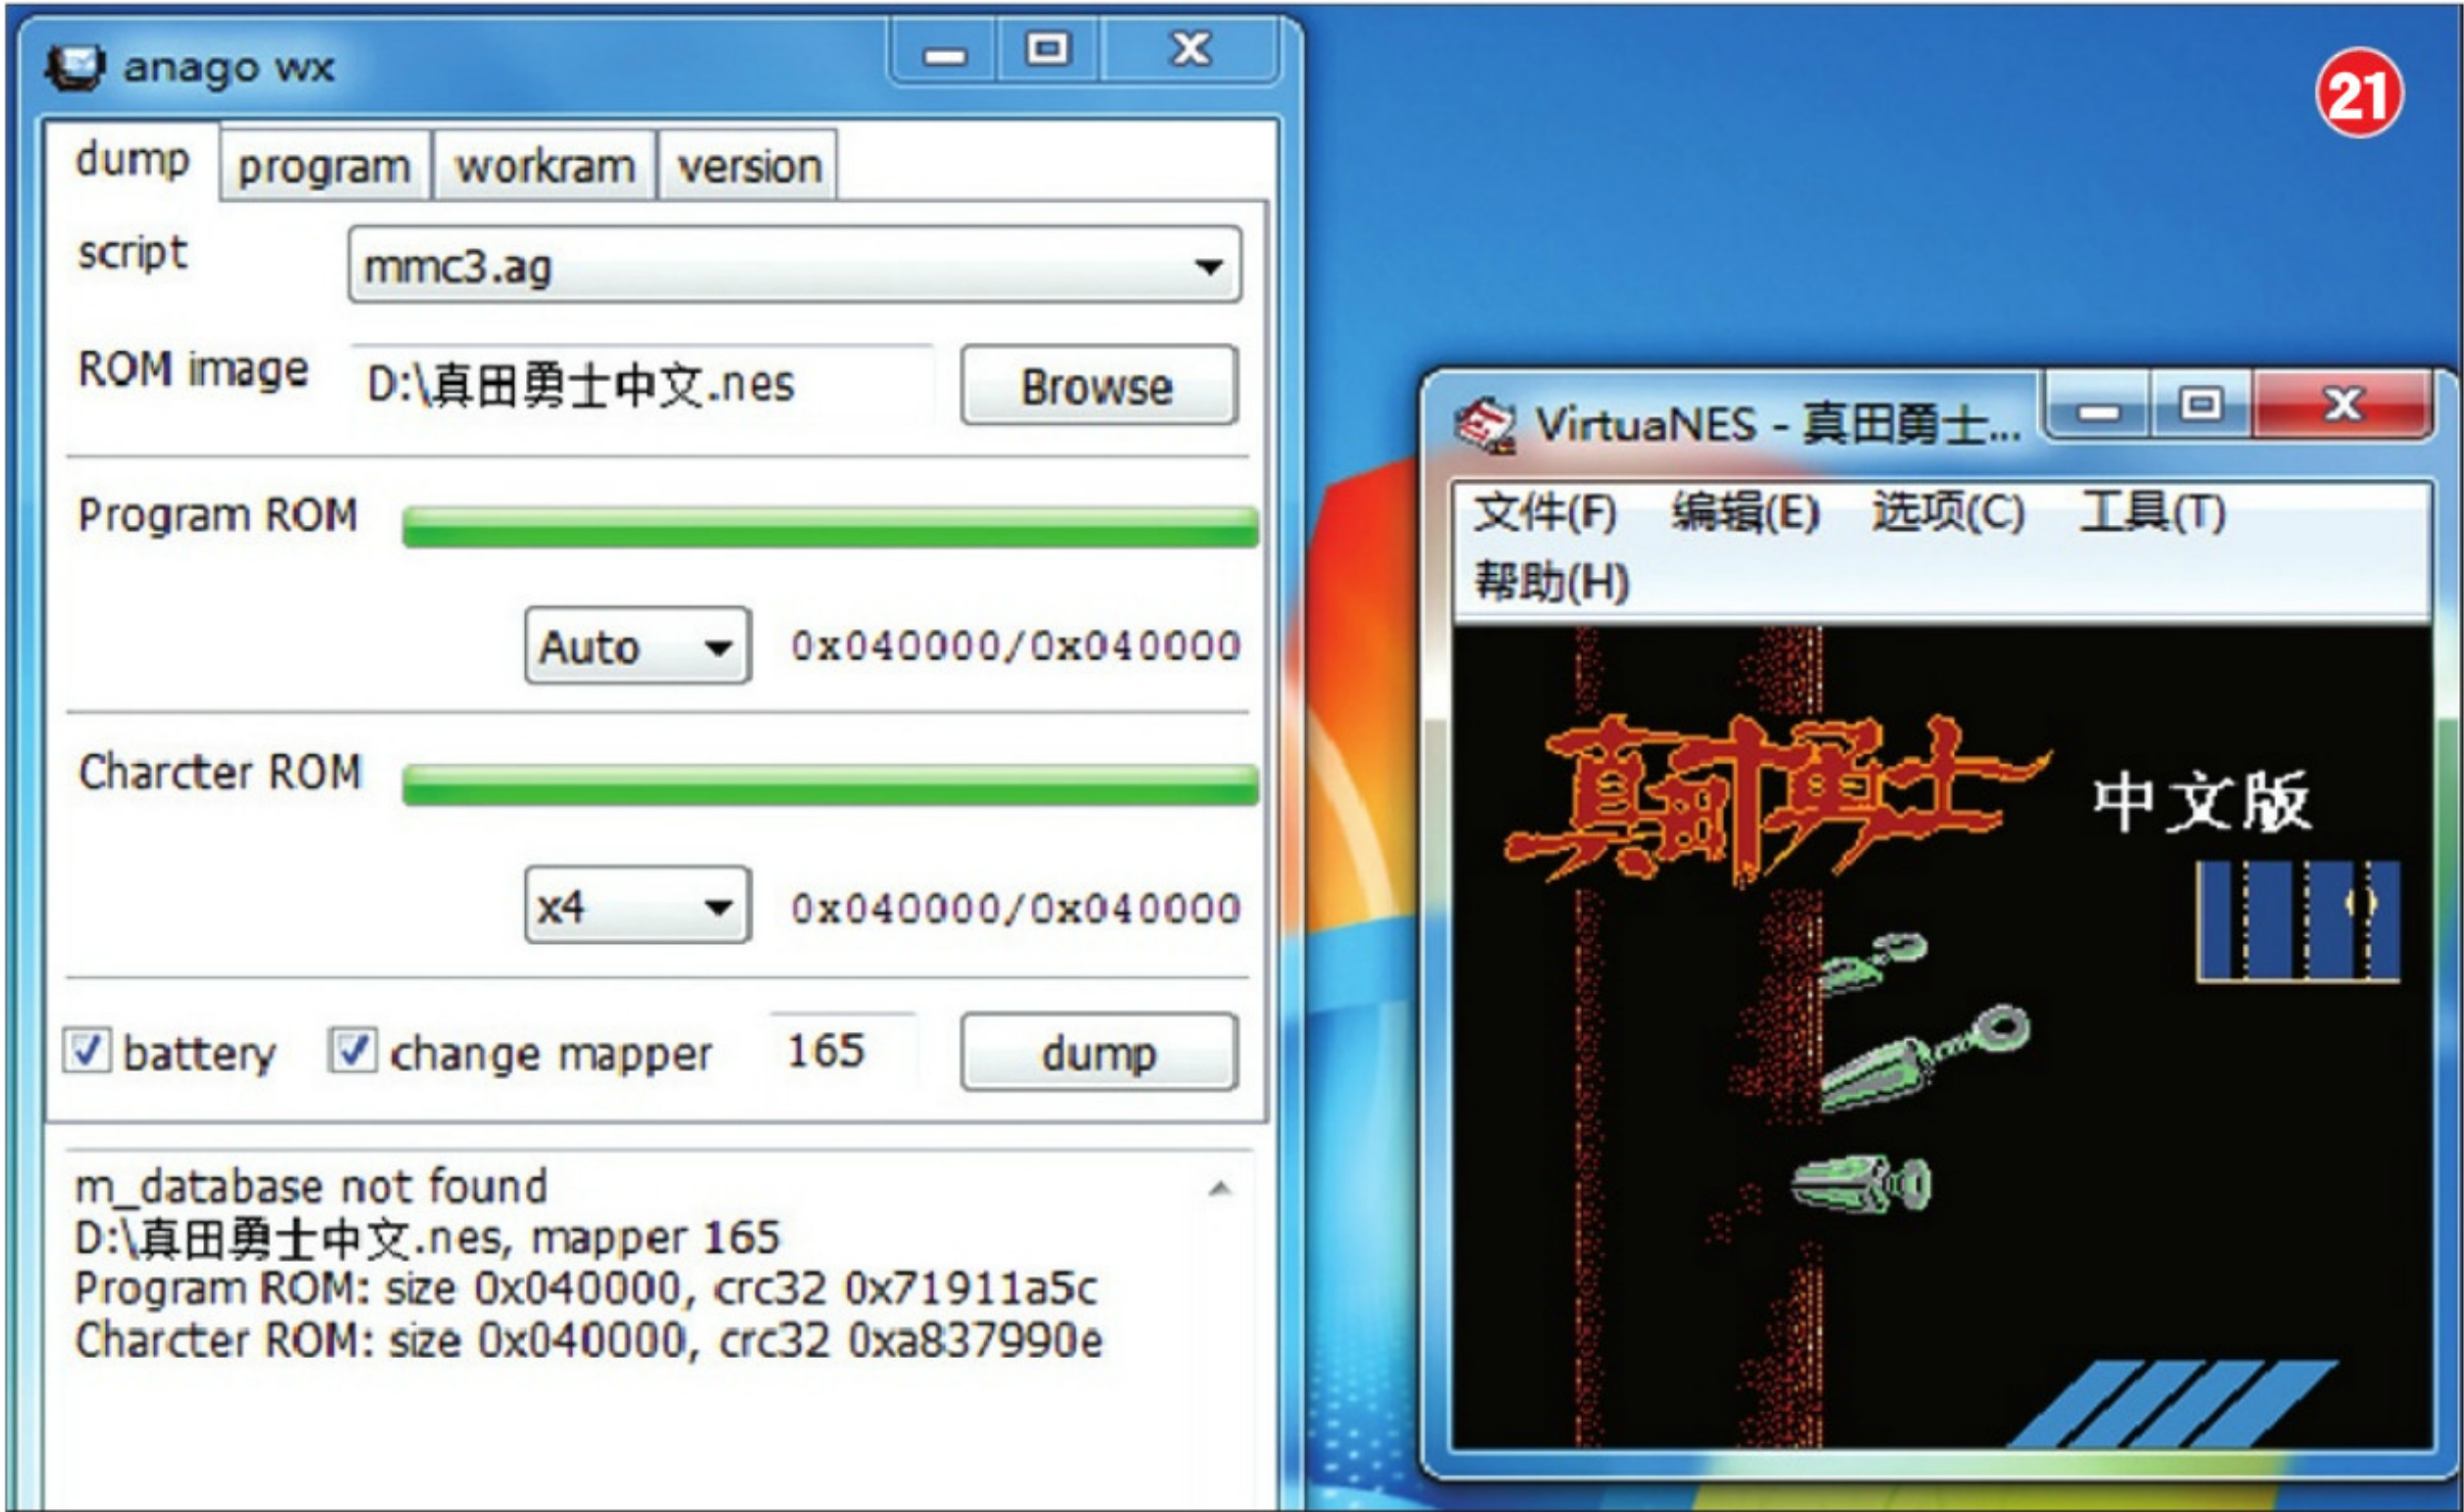 anago wx
21
dump program workram version
script mmc3.ag
ROM image D:\真田勇士中文.nes Browse
Program ROM
Auto 0x040000/0x040000
Charcter ROM
x4 0x040000/0x040000
battery change mapper 165 dump
m_database not found
D:\真田勇士中文.nes, mapper 165
Program ROM: size 0x040000, crc32 0x71911a5c
Charcter ROM: size 0x040000, crc32 0xa837990e
VirtuaNES - 真田勇士...
文件(F) 编辑(E) 选项(C) 工具(T)
帮助(H)
真田勇士 中文版